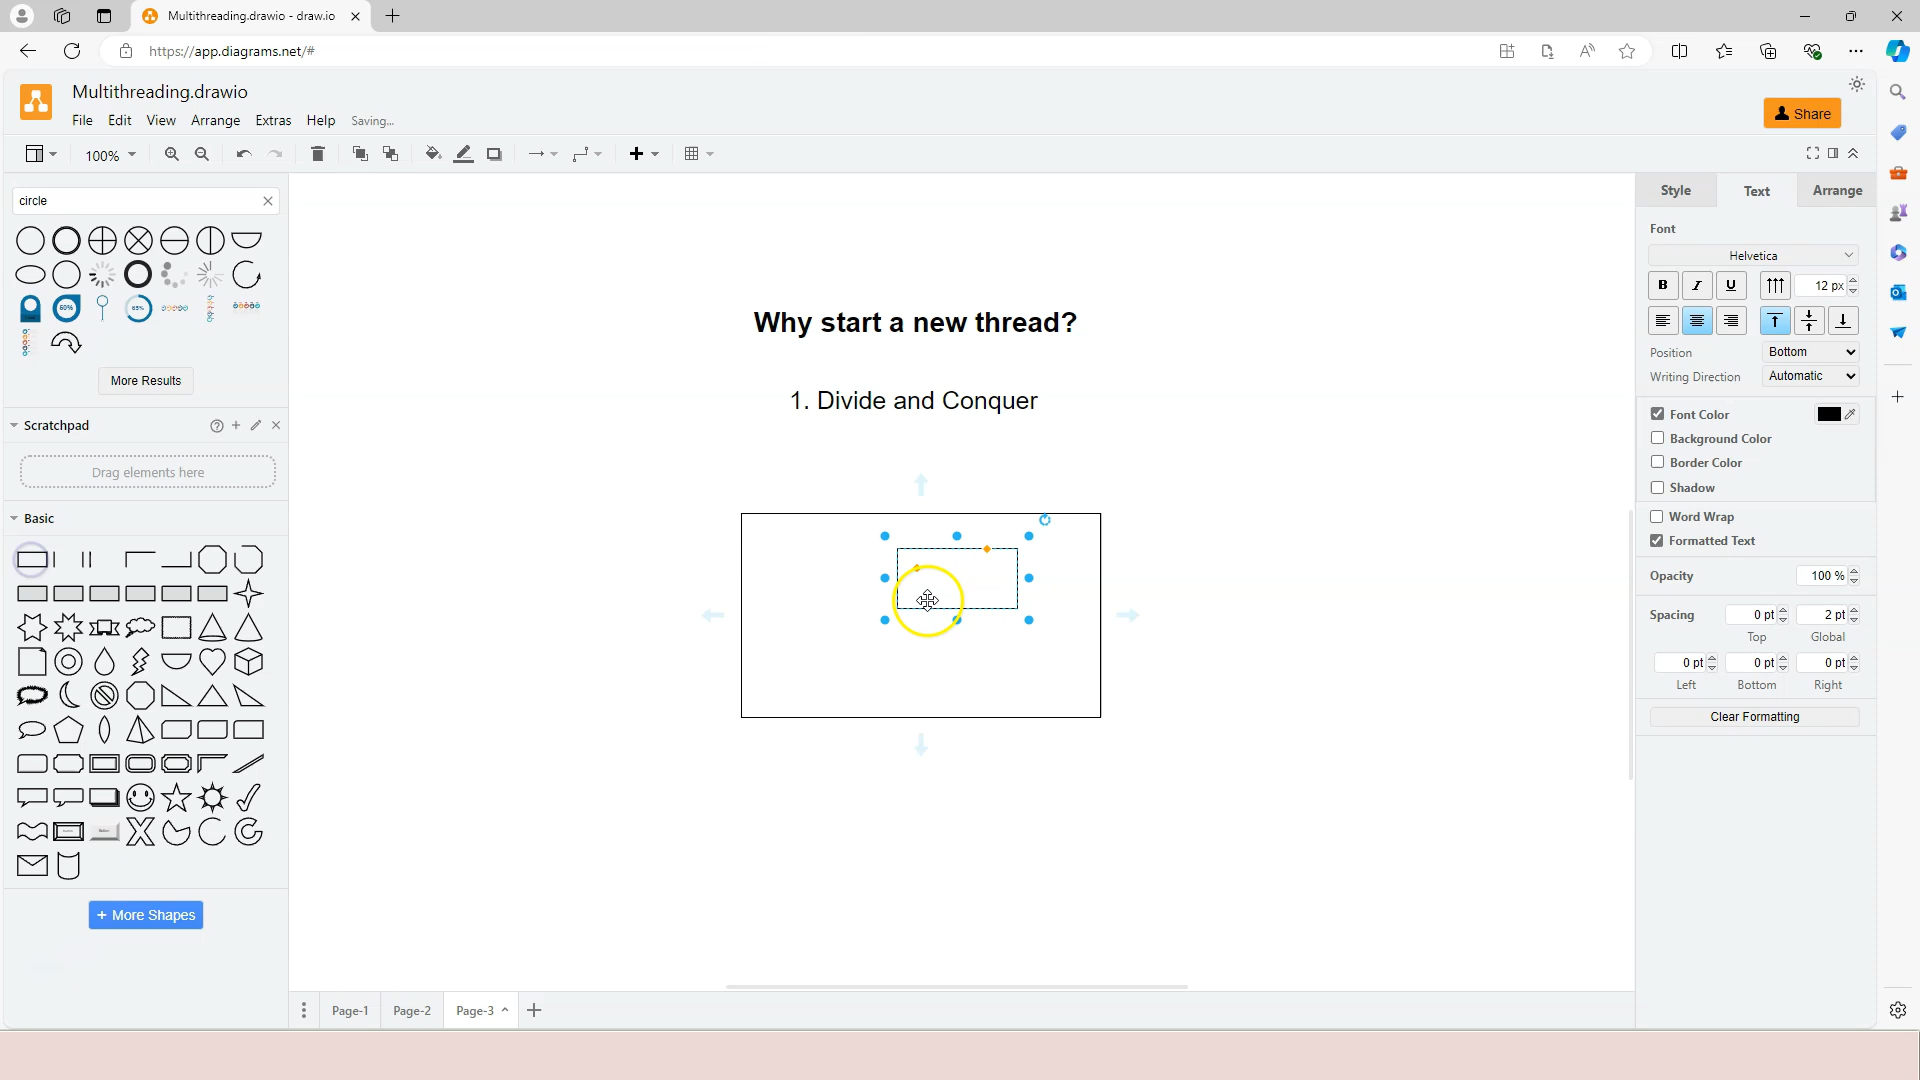 Multithreading.drawio - draw.io
https://app.diagrams.net/#
Multithreading.drawio
File Edit View Arrange Extras Help Saving...
Share
100%
circle
Style Text Arrange
Font
Helvetica
B I U 12 px
Position Bottom
Writing Direction Automatic
60% 65%
More Results
Why start a new thread?
1. Divide and Conquer
Font Color
Background Color
Border Color
Shadow
Word Wrap
Formatted Text
Opacity 100 %
Spacing 0 pt 2 pt
Top Global
0 pt 0 pt 0 pt
Left Bottom Right
Clear Formatting
Scratchpad
Drag elements here
Basic
+ More Shapes
Page-1 Page-2 Page-3